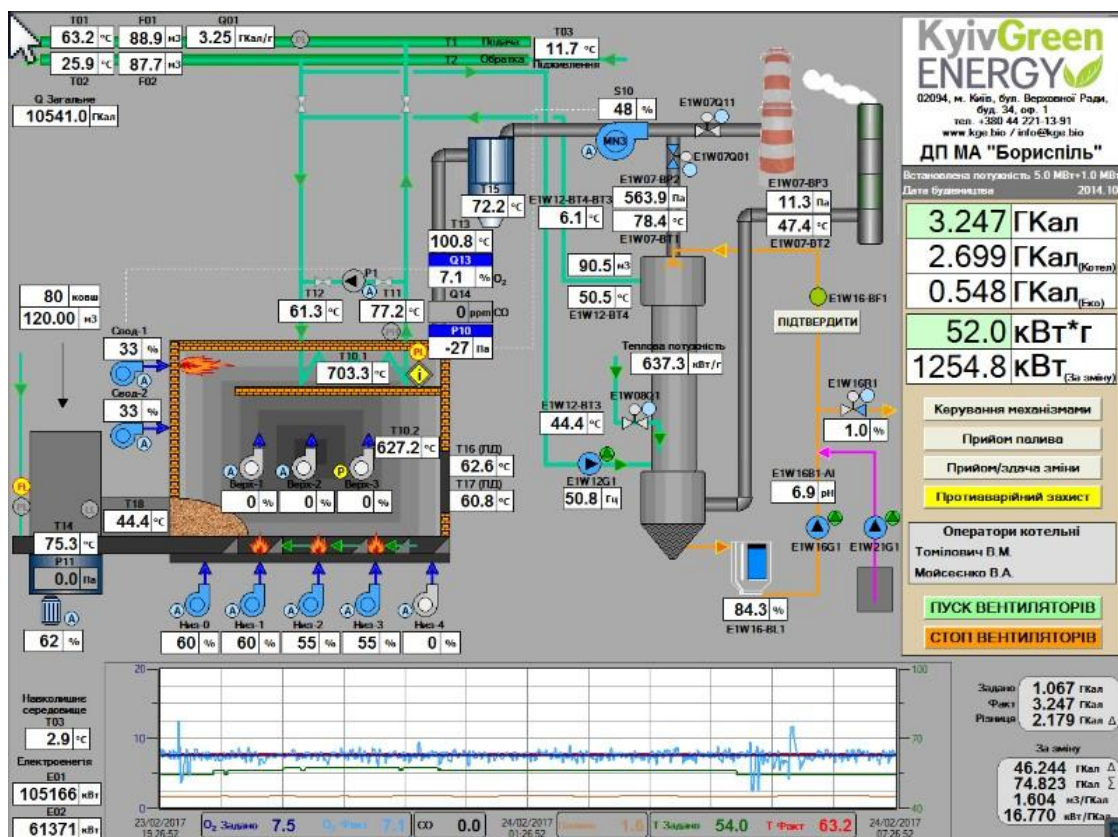 T01 F01 Q01
63.2 °C 88.9 м3 3.25 ГКал/г
25.9 °C 87.7 м3
T02 F02
T1 Подача
T2 Обратка
T03
11.7 °C
Підживлення
Q Загальне
10541.0 ГКал
S10
48 %
MN3
A
E1W07Q11
E1W07Q01
T15
72.2 °C
E1W12-BT4-BT3
6.1 °C
E1W07-BP2
563.9 Па
78.4 °C
E1W07-BT1
E1W07-BP3
11.3 Па
47.4 °C
E1W07-BT2
T13
100.8 °C
Q13
7.1 % O2
Q14
0 ppm CO
P10
-27 Па
90.5 м3
50.5 °C
E1W12-BT4
E1W16-BF1
ПІДТВЕРДИТИ
P1
A
T12
61.3 °C
T11
77.2 °C
80 ковш
120.00 м3
Свод-1
33 %
A
Свод-2
33 %
A
T10.1
703.3 °C
T10.2
627.2 °C
Теплова потужність
637.3 кВт/г
E1W08Q1
E1W12-BT3
44.4 °C
E1W12G1
50.8 Гц
E1W16R1
1.0 %
E1W16B1-AI
6.9 pH
E1W16G1
E1W21G1
T16 (ПД)
62.6 °C
T17 (ПД)
60.8 °C
A A P
Верх-1 Верх-2 Верх-3
0 % 0 % 0 %
T18
44.4 °C
T14
75.3 °C
P11
0.0 Па
A
62 %
A A A A A
Низ-0 Низ-1 Низ-2 Низ-3 Низ-4
60 % 60 % 55 % 55 % 0 %
84.3 %
E1W16-BL1
KyivGreen
ENERGY
02094, м. Київ, бул. Верховної Ради,
буд. 34, оф. 1
тел. +380 44 221-13-91
www.kge.bio / info@kge.bio
ДП МА "Бориспіль"
Встановлена потужність 5.0 МВт+1.0 МВт
Дата будівництва 2014.10
3.247 ГКал
2.699 ГКал (Котел)
0.548 ГКал (Еко)
52.0 кВт*г
1254.8 кВт (За зміну)
Керування механізмами
Прийом палива
Прийом/здача зміни
Протиаварійний захист
Оператори котельні
Томілович В.М.
Мойсеєнко В.А.
ПУСК ВЕНТИЛЯТОРІВ
СТОП ВЕНТИЛЯТОРІВ
Навколишнє
середовище
T03
2.9 °C
Електроенегія
E01
105166 кВт
E02
61371 кВт
20 100
10 70
0 40
23/02/2017
19:26:52
O2 Задано 7.5 O2 Факт 7.1 CO 0.0
24/02/2017
01:26:52
1.6 T Задано 54.0 T Факт 63.2
24/02/2017
07:26:52
Задано 1.067 ГКал
Факт 3.247 ГКал
Різниця 2.179 ГКал Δ
За зміну
46.244 ГКал Δ
74.823 ГКал Σ
1.604 м3/ГКал
16.770 кВт/ГКал